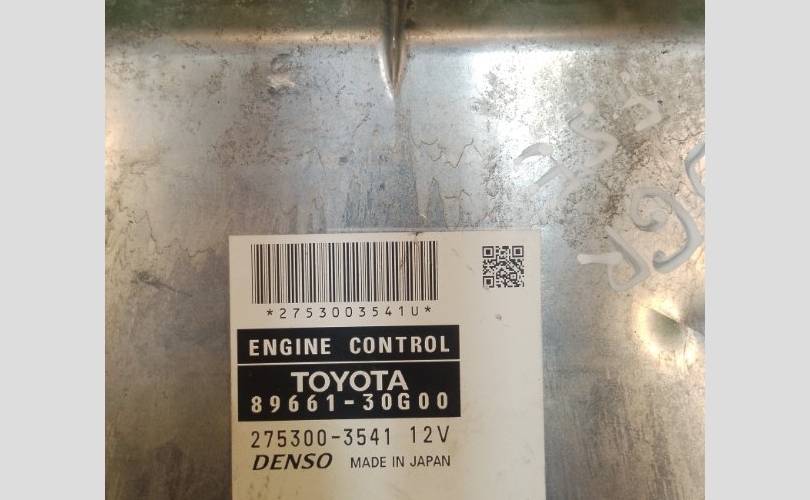 *2753003541U*
ENGINE CONTROL
TOYOTA
89661-30G00
275300-3541 12V
DENSO MADE IN JAPAN